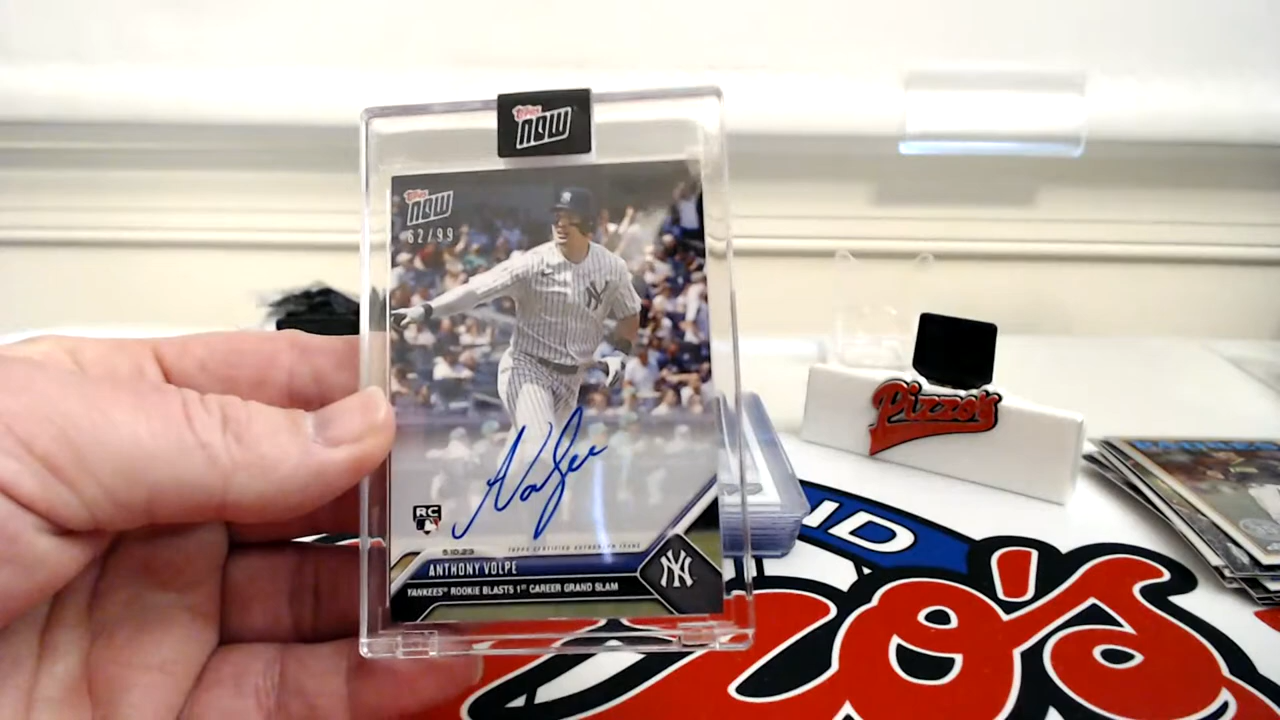 Topps NOW
Topps NOW
62/99
NY
A Volpe
RC
5.10.23
TOPPS CERTIFIED AUTOGRAPH ISSUE
ANTHONY VOLPE
NY
YANKEES® ROOKIE BLASTS 1ST CAREER GRAND SLAM
Pizzo's
ID
zo's